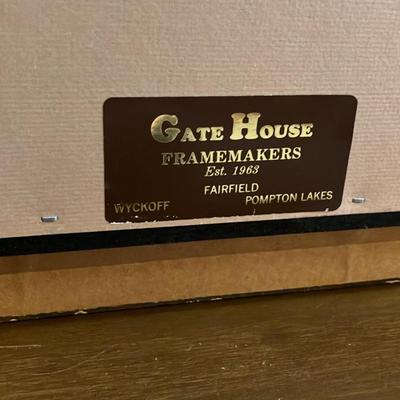 GATE HOUSE
FRAMEMAKERS
Est. 1963
FAIRFIELD
WYCKOFF POMPTON LAKES